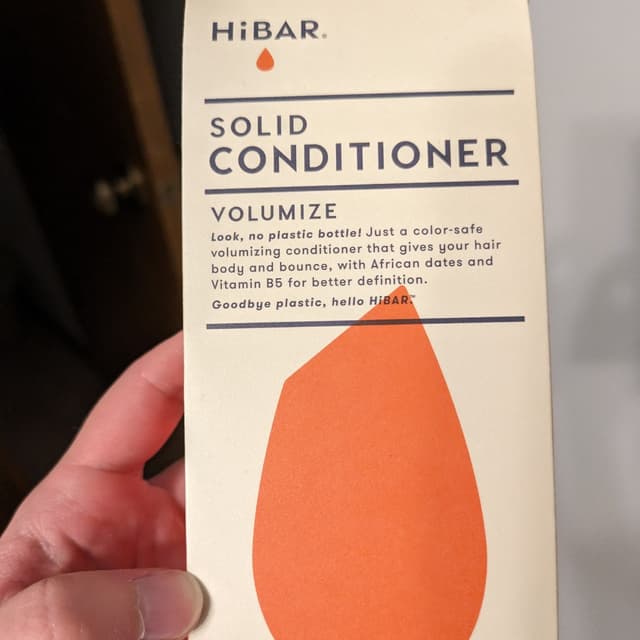 HiBAR®
SOLID
CONDITIONER
VOLUMIZE
Look, no plastic bottle! Just a color-safe
volumizing conditioner that gives your hair
body and bounce, with African dates and
Vitamin B5 for better definition.
Goodbye plastic, hello HiBAR.™